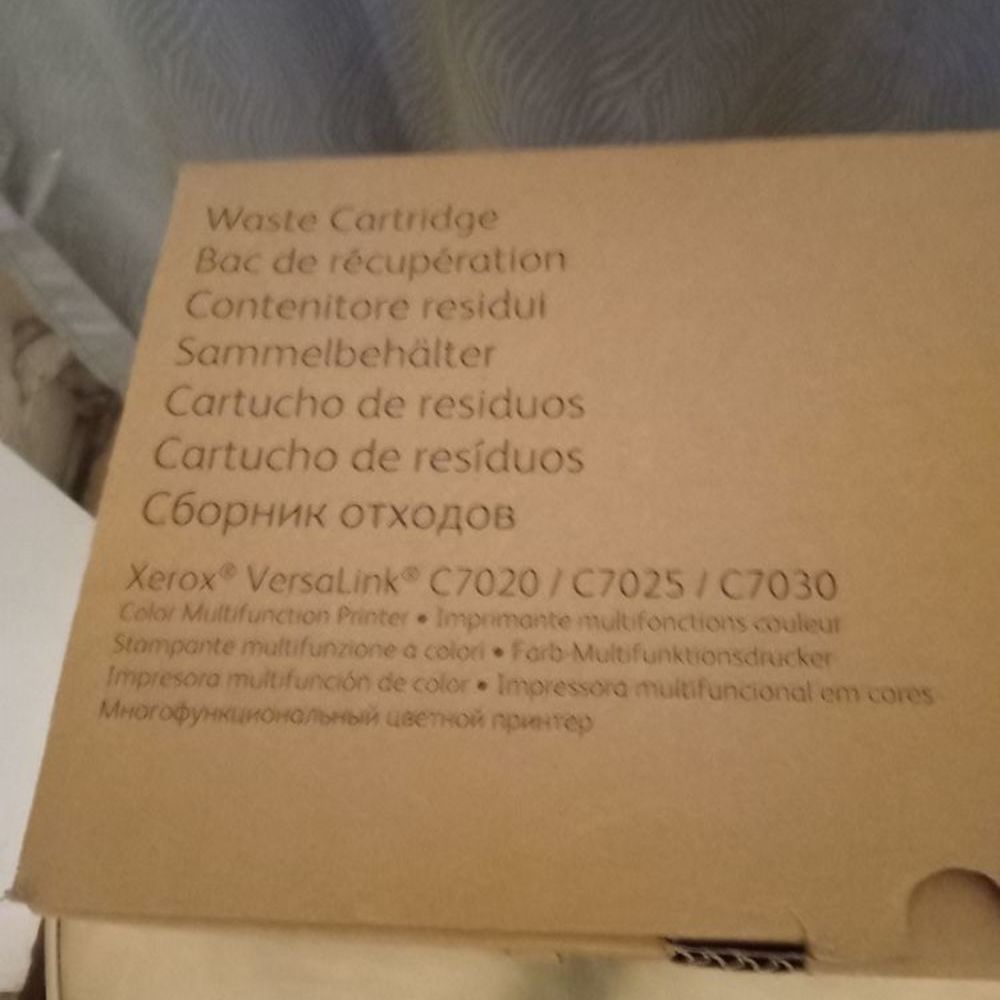 Waste Cartridge
Bac de récupération
Contenitore residui
Sammelbehälter
Cartucho de residuos
Cartucho de resíduos
Сборник отходов
Xerox® VersaLink® C7020 / C7025 / C7030
Color Multifunction Printer • Imprimante multifonctions couleur
Stampante multifunzione a colori • Farb-Multifunktionsdrucker
Impresora multifunción de color • Impressora multifuncional em cores
Многофункциональный цветной принтер